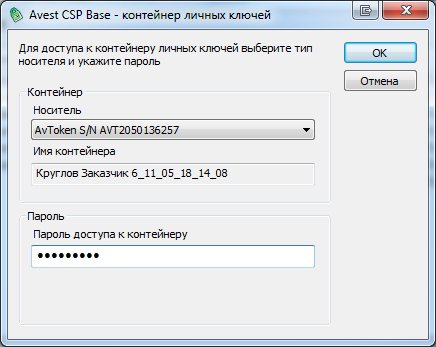 Avest CSP Base - контейнер личных ключей
Для доступа к контейнеру личных ключей выберите тип
носителя и укажите пароль
OK
Отмена
Контейнер
Носитель
AvToken S/N AVT2050136257
Имя контейнера
Круглов Заказчик 6_11_05_18_14_08
Пароль
Пароль доступа к контейнеру
•••••••••